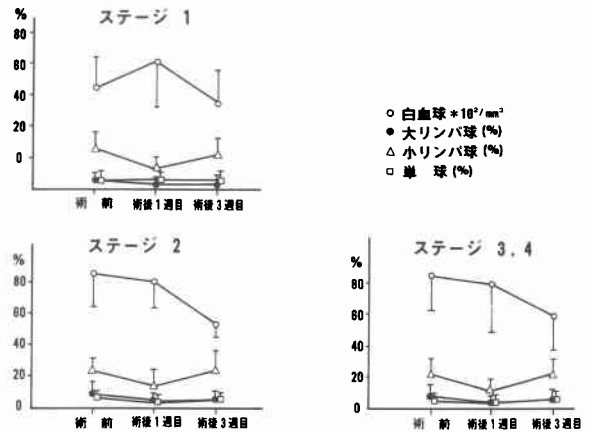 ステージ 1
%
80
60
40
20
0
術 前 術後1週目 術後3週目
○ 白血球 *10²/mm³
● 大リンパ球 (%)
△ 小リンパ球 (%)
□ 単 球 (%)
ステージ 2
%
80
60
40
20
0
術 前 術後1週目 術後3週目
ステージ 3,4
%
80
60
40
20
0
術 前 術後1週目 術後3週目